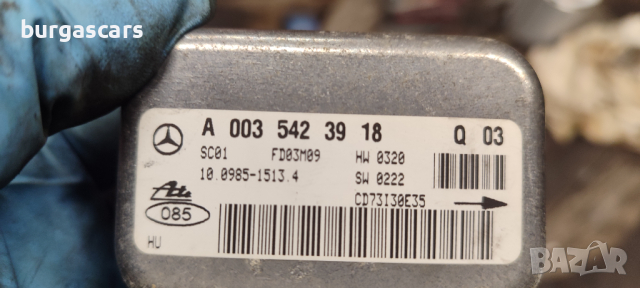 burgascars
A 003 542 39 18 Q 03
SC01 FD03M09 HW 0320
10.0985-1513.4 SW 0222
Ate CD73I30E35
085
HU
BAZAR